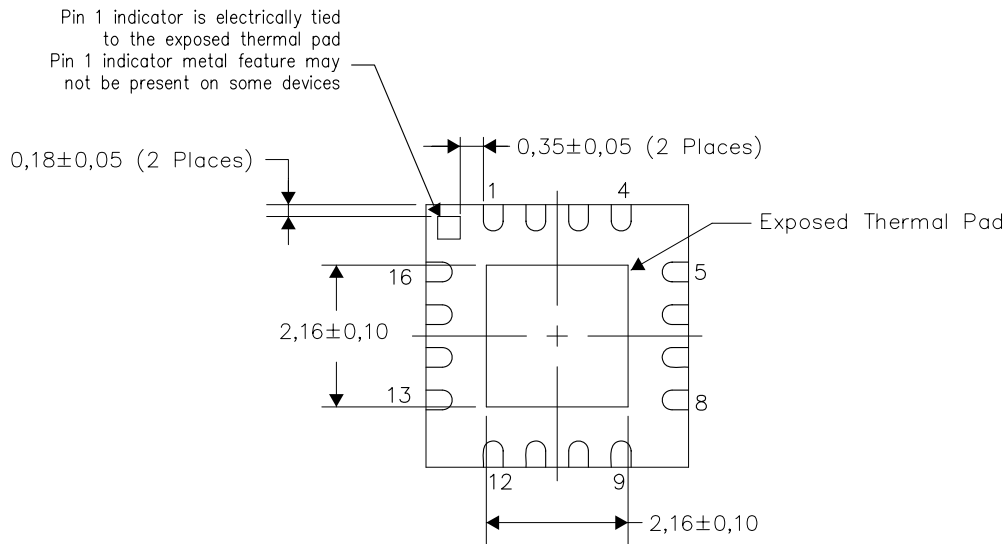 Pin 1 indicator is electrically tied
to the exposed thermal pad
Pin 1 indicator metal feature may
not be present on some devices
0,18±0,05 (2 Places)
0,35±0,05 (2 Places)
1
4
Exposed Thermal Pad
16
5
2,16±0,10
13
8
12
9
2,16±0,10